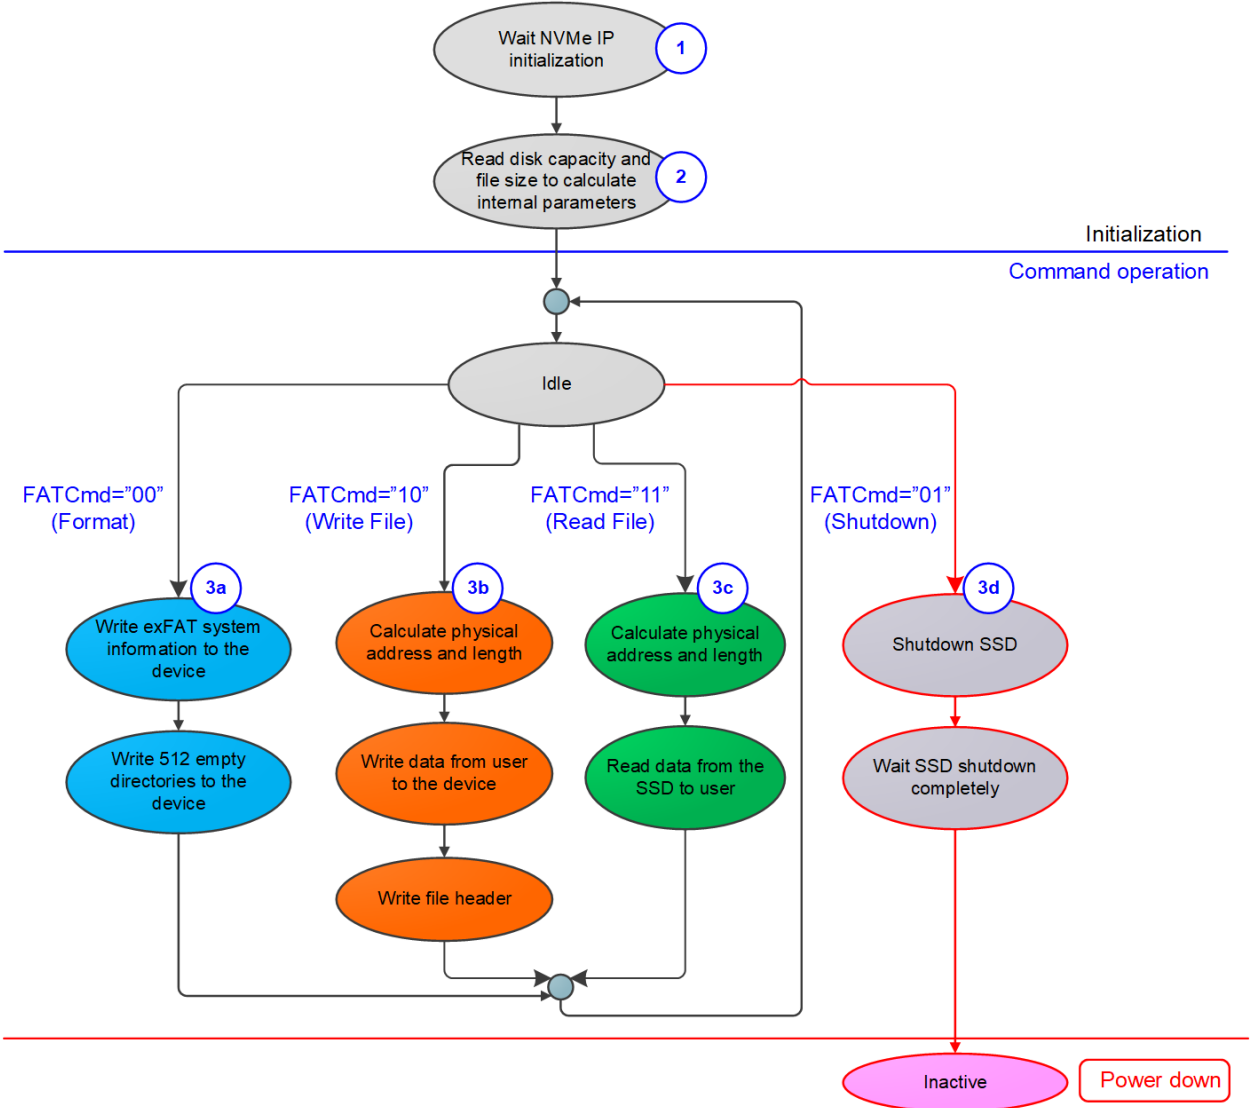 Wait NVMe IP
initialization
1
Read disk capacity and
file size to calculate
internal parameters
2
Initialization
Command operation
Idle
FATCmd=”00”
(Format)
FATCmd=”10”
(Write File)
FATCmd=”11”
(Read File)
FATCmd=”01”
(Shutdown)
3a
Write exFAT system
information to the
device
3b
Calculate physical
address and length
3c
Calculate physical
address and length
3d
Shutdown SSD
Write 512 empty
directories to the
device
Write data from user
to the device
Read data from the
SSD to user
Wait SSD shutdown
completely
Write file header
Inactive
Power down